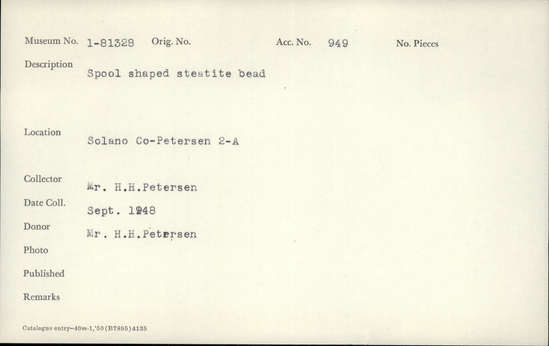 Museum No. 1-81328 Orig. No. Acc. No. 949 No. Pieces
Description
Spool shaped steatite bead
Location
Solano Co-Petersen 2-A
Collector
Mr. H.H.Petersen
Date Coll.
Sept. 1948
Donor
Mr. H.H.Petersen
Photo
Published
Remarks
Catalogue entry—40m-1,'50(B7895)4135